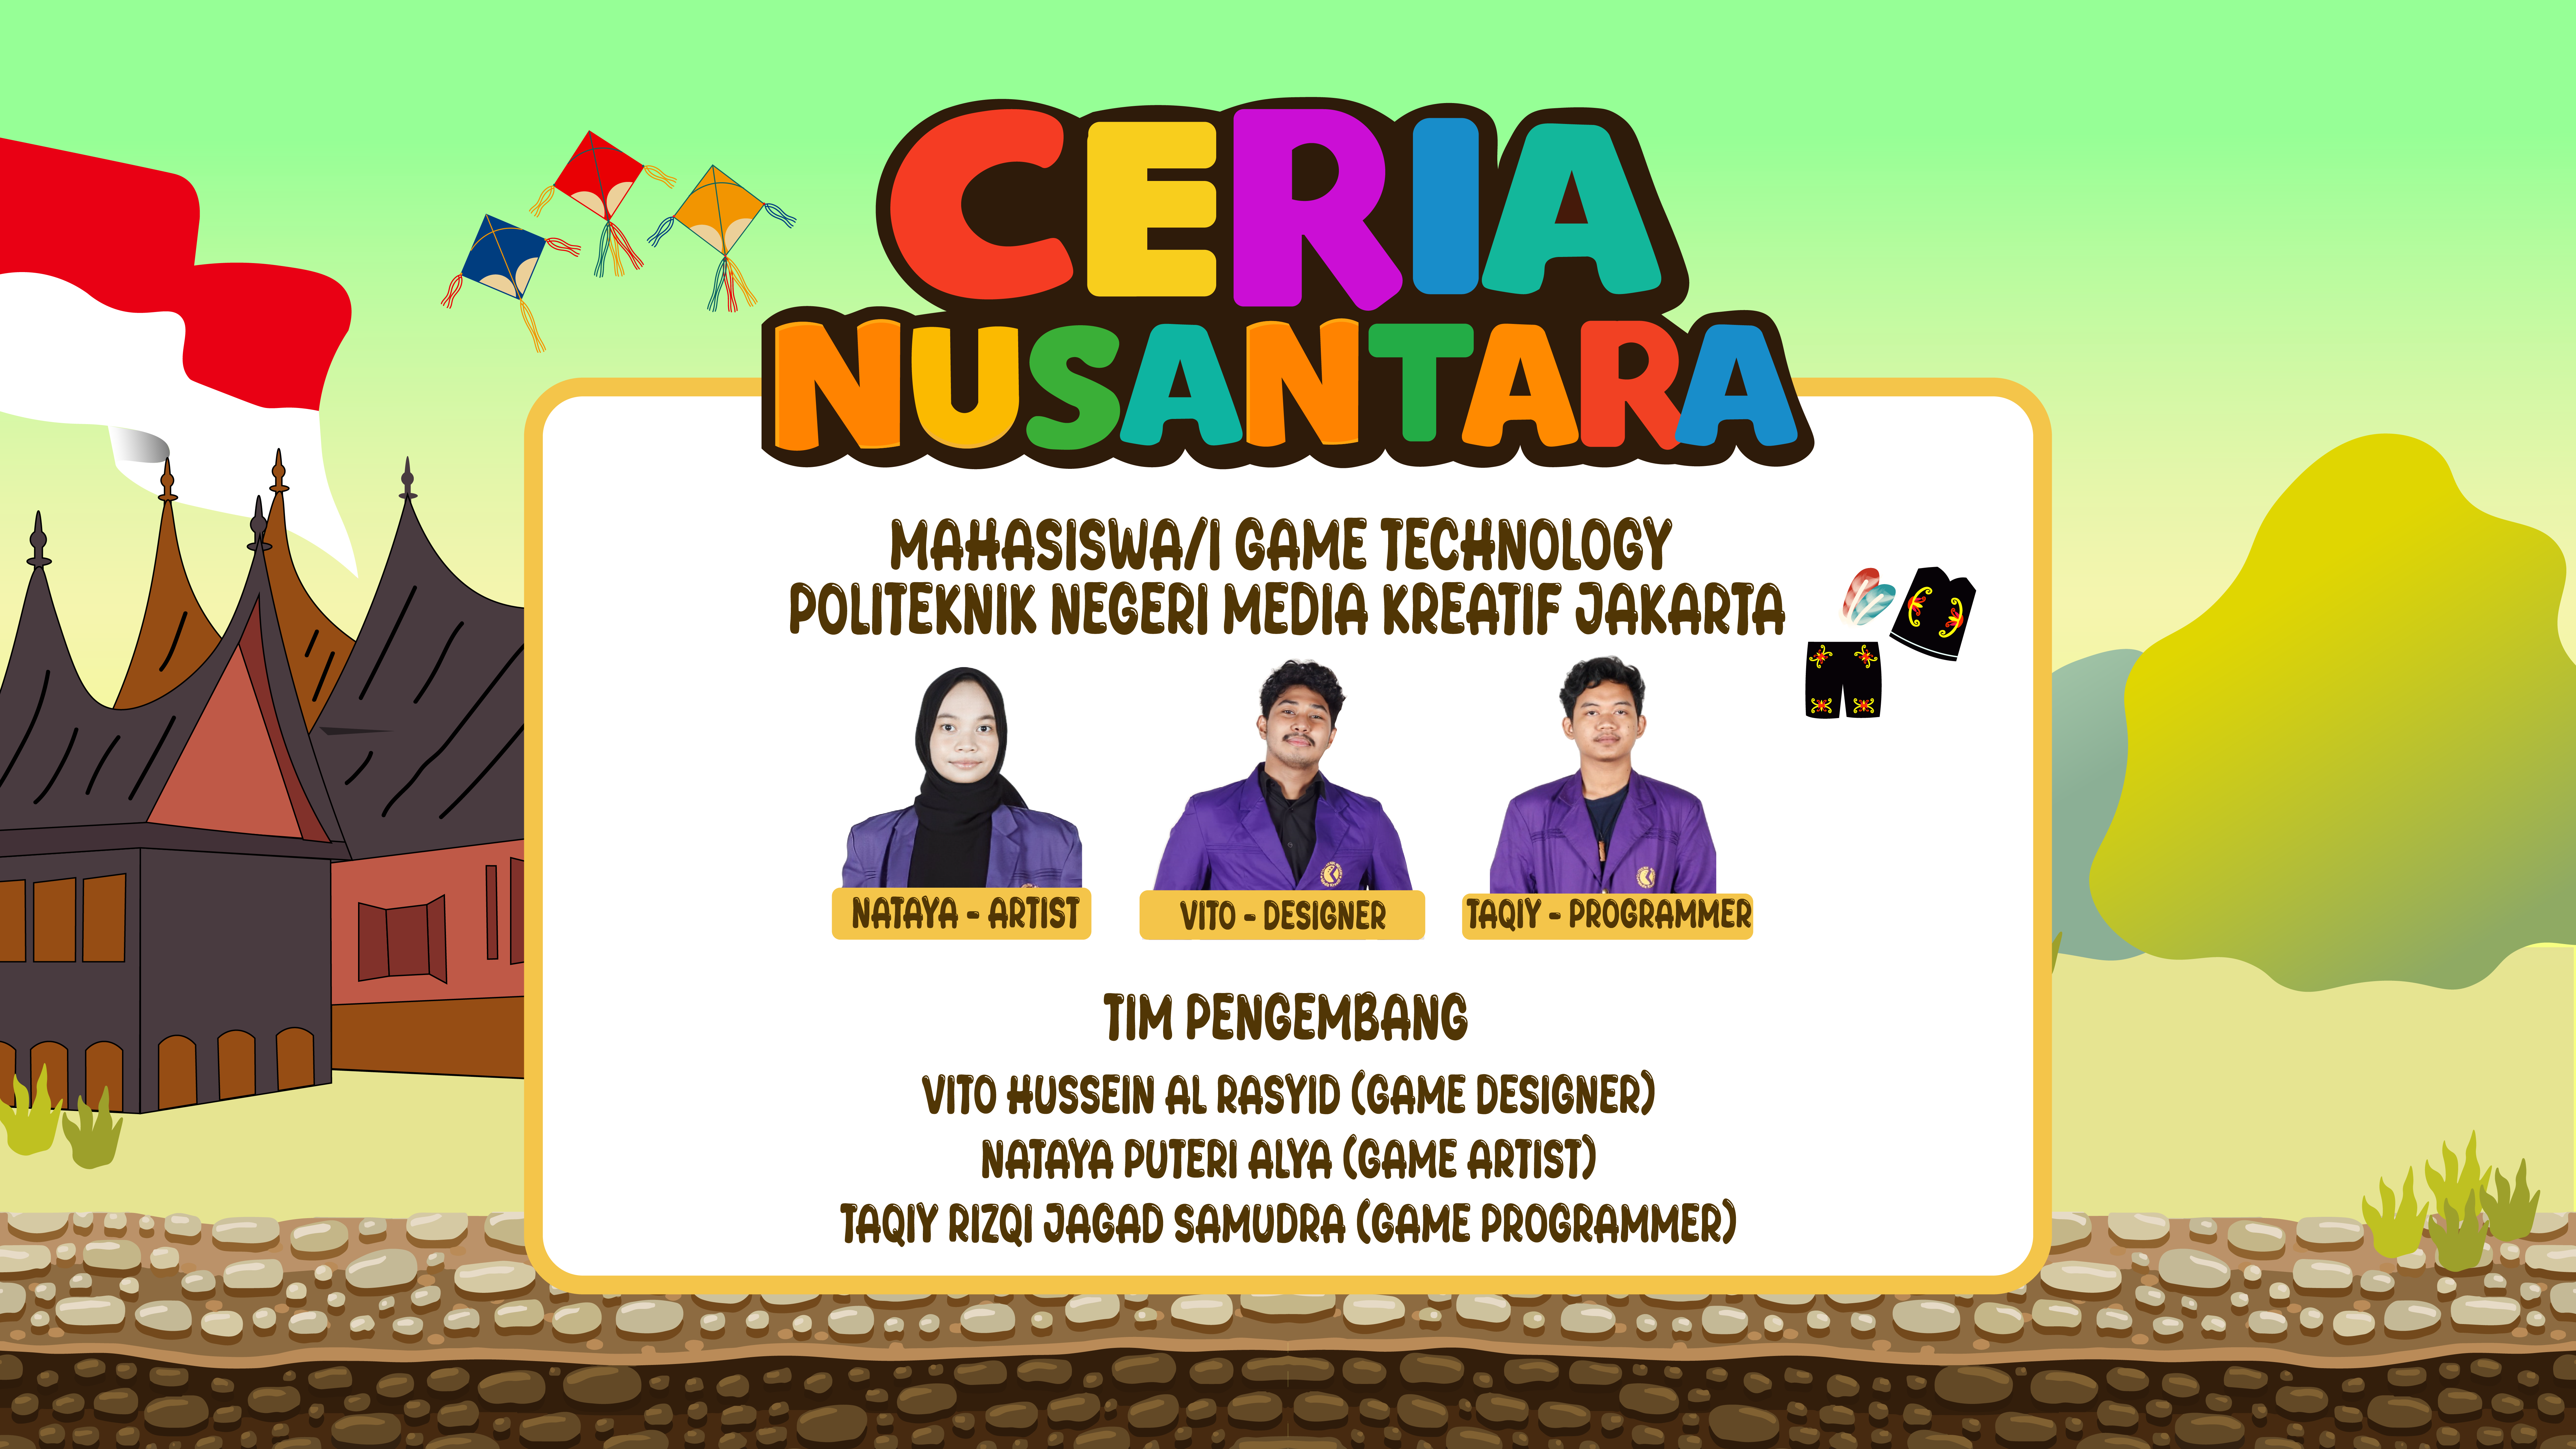 CERIA
NUSANTARA
MAHASISWA/I GAME TECHNOLOGY
POLITEKNIK NEGERI MEDIA KREATIF JAKARTA
NATAYA - ARTIST
VITO - DESIGNER
TAQIY - PROGRAMMER
TIM PENGEMBANG
VITO HUSSEIN AL RASYID (GAME DESIGNER)
NATAYA PUTERI ALYA (GAME ARTIST)
TAQIY RIZQI JAGAD SAMUDRA (GAME PROGRAMMER)